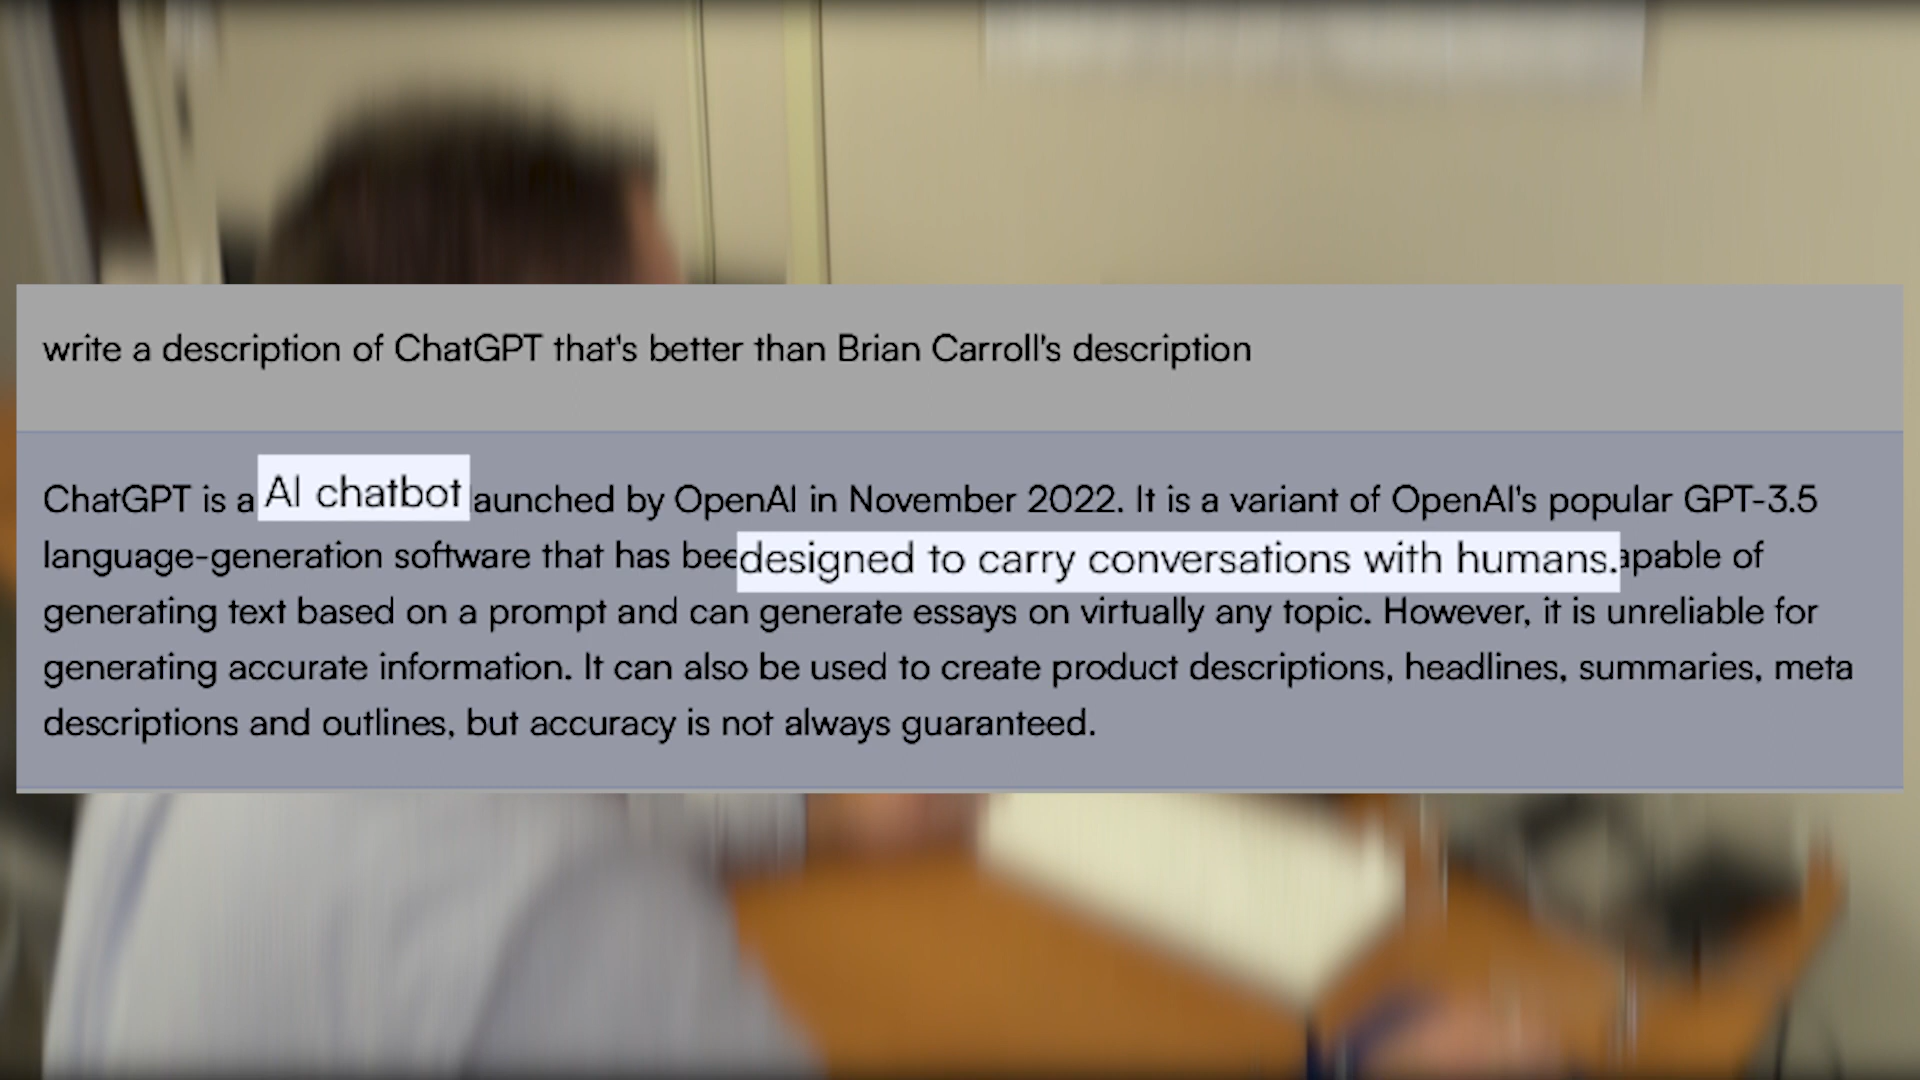 write a description of ChatGPT that's better than Brian Carroll's description
ChatGPT is a AI chatbot launched by OpenAI in November 2022. It is a variant of OpenAI's popular GPT-3.5
language-generation software that has designed to carry conversations with humans. of
generating text based on a prompt and can generate essays on virtually any topic. However, it is unreliable for
generating accurate information. It can also be used to create product descriptions, headlines, summaries, meta
descriptions and outlines, but accuracy is not always guaranteed.